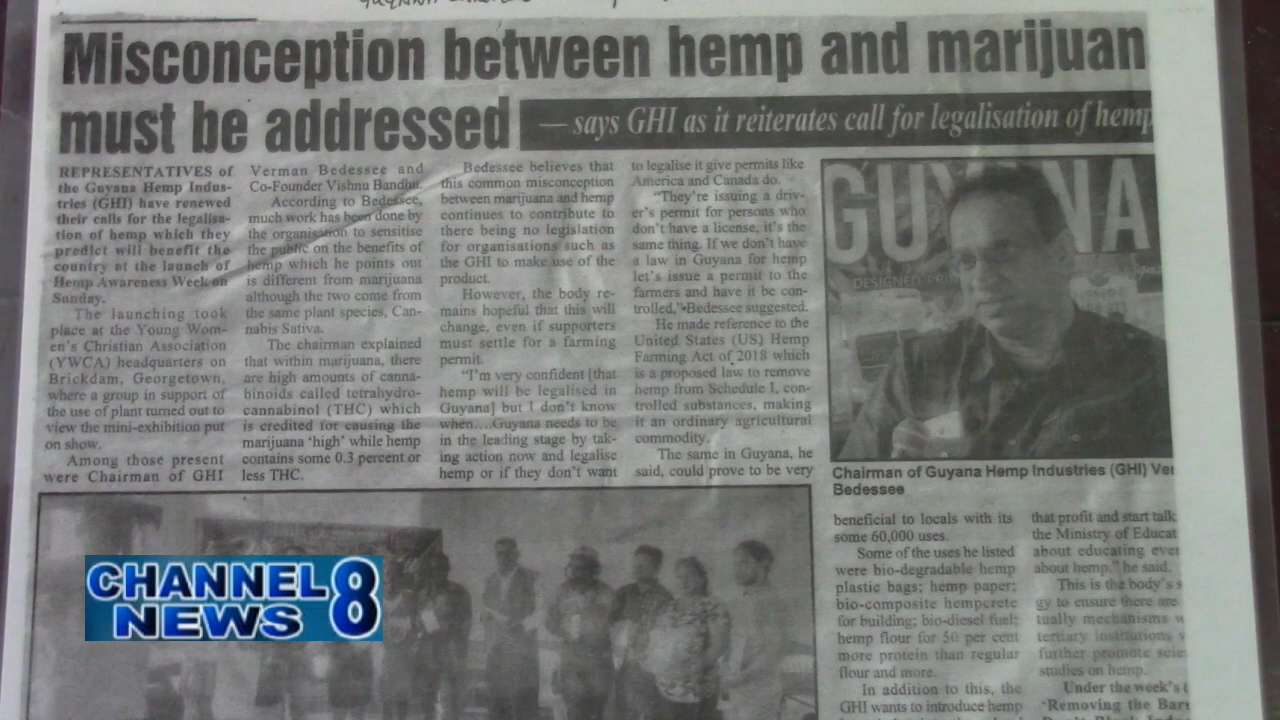 Misconception between hemp and marijuan
must be addressed
— says GHI as it reiterates call for legalisation of hemp
REPRESENTATIVES of
the Guyana Hemp Indus-
tries (GHI) have renewed
their calls for the legalisa-
tion of hemp which they
predict will benefit the
country at the launch of
Hemp Awareness Week on
Sunday.
The launching took
place at the Young Wom-
en's Christian Association
(YWCA) headquarters on
Brickdam, Georgetown,
where a group in support of
the use of plant turned out to
view the mini-exhibition put
on show.
Among those present
were Chairman of GHI
Verman Bedessee and
Co-Founder Vishnu Bandhu.
According to Bedessee,
much work has been done by
the organisation to sensitise
the public on the benefits of
hemp which he points out
is different from marijuana
although the two come from
the same plant species, Can-
nabis Sativa.
The chairman explained
that within marijuana, there
are high amounts of canna-
binoids called tetrahydro-
cannabinol (THC) which
is credited for causing the
marijuana 'high' while hemp
contains some 0.3 percent or
less THC.
Bedessee believes that
this common misconception
between marijuana and hemp
continues to contribute to
there being no legislation
for organisations such as
the GHI to make use of the
product.
However, the body re-
mains hopeful that this will
change, even if supporters
must settle for a farming
permit.
"I'm very confident [that
hemp will be legalised in
Guyana] but I don't know
when....Guyana needs to be
in the leading stage by tak-
ing action now and legalise
hemp or if they don't want
to legalise it give permits like
America and Canada do.
"They're issuing a driv-
er's permit for persons who
don't have a license, it's the
same thing. If we don't have
a law in Guyana for hemp
let's issue a permit to the
farmers and have it be con-
trolled," Bedessee suggested.
He made reference to the
United States (US) Hemp
Farming Act of 2018 which
is a proposed law to remove
hemp from Schedule I, con-
trolled substances, making
it an ordinary agricultural
commodity.
The same in Guyana, he
said, could prove to be very
GUYANA
DESIGNED PRIN
Chairman of Guyana Hemp Industries (GHI) Ver
Bedessee
beneficial to locals with its
some 60,000 uses.
Some of the uses he listed
were bio-degradable hemp
plastic bags; hemp paper;
bio-composite hempcrete
for building; bio-diesel fuel;
hemp flour for 50 per cent
more protein than regular
flour and more.
In addition to this, the
GHI wants to introduce hemp
that profit and start talk
the Ministry of Educat
about educating ever
about hemp," he said.
This is the body's s
gy to ensure there are
tually mechanisms w
tertiary institutions
further promote scie
studies on hemp.
Under the week's t
'Removing the Barr
CHANNEL 8
NEWS